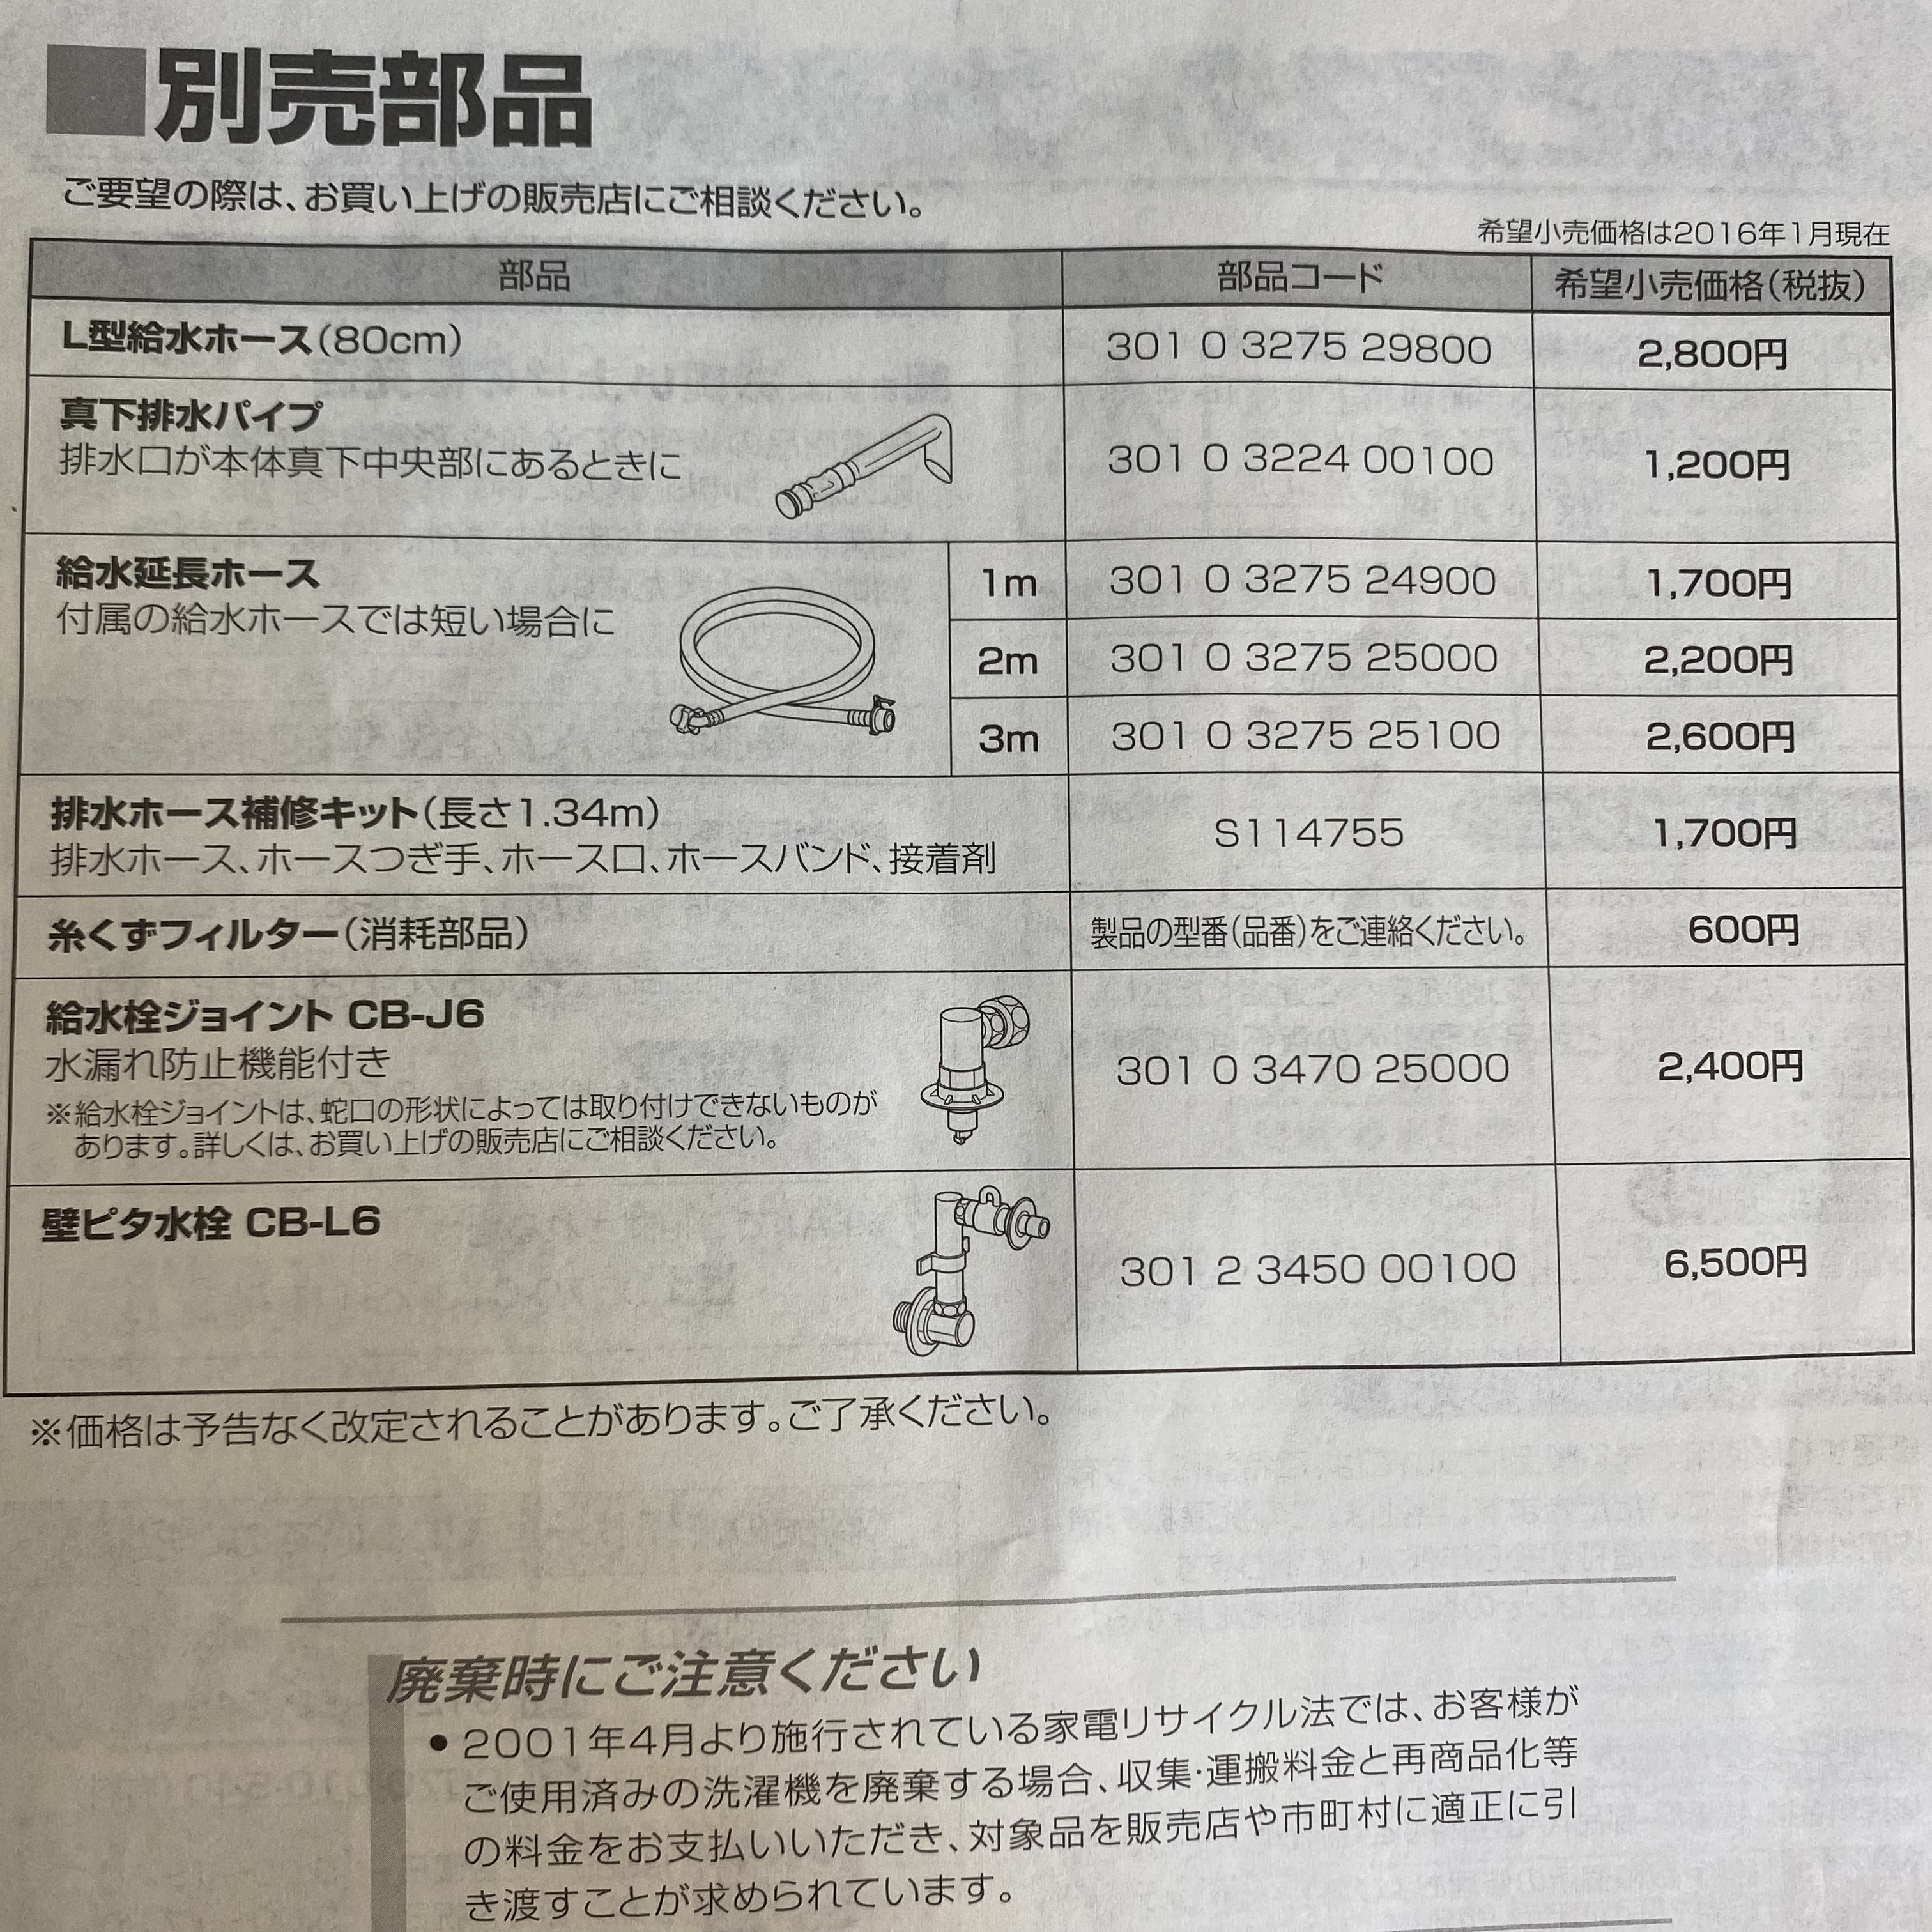 ■別売部品
ご要望の際は、お買い上げの販売店にご相談ください。
希望小売価格は2016年1月現在
部品 部品コード 希望小売価格(税抜)
L型給水ホース(80cm) 301 0 3275 29800 2,800円
真下排水パイプ
排水口が本体真下中央部にあるときに
301 0 3224 00100 1,200円
給水延長ホース
付属の給水ホースでは短い場合に
1m 301 0 3275 24900 1,700円
2m 301 0 3275 25000 2,200円
3m 301 0 3275 25100 2,600円
排水ホース補修キット(長さ1.34m)
排水ホース、ホースつぎ手、ホース口、ホースバンド、接着剤
S114755 1,700円
糸くずフィルター(消耗部品) 製品の型番(品番)をご連絡ください。 600円
給水栓ジョイント CB-J6
水漏れ防止機能付き
※給水栓ジョイントは、蛇口の形状によっては取り付けできないものが
あります。詳しくは、お買い上げの販売店にご相談ください。
301 0 3470 25000 2,400円
壁ピタ水栓 CB-L6
301 2 3450 00100 6,500円
※価格は予告なく改定されることがあります。ご了承ください。
廃棄時にご注意ください
● 2001年4月より施行されている家電リサイクル法では、お客様が
ご使用済みの洗濯機を廃棄する場合、収集・運搬料金と再商品化等
の料金をお支払いいただき、対象品を販売店や市町村に適正に引
き渡すことが求められています。